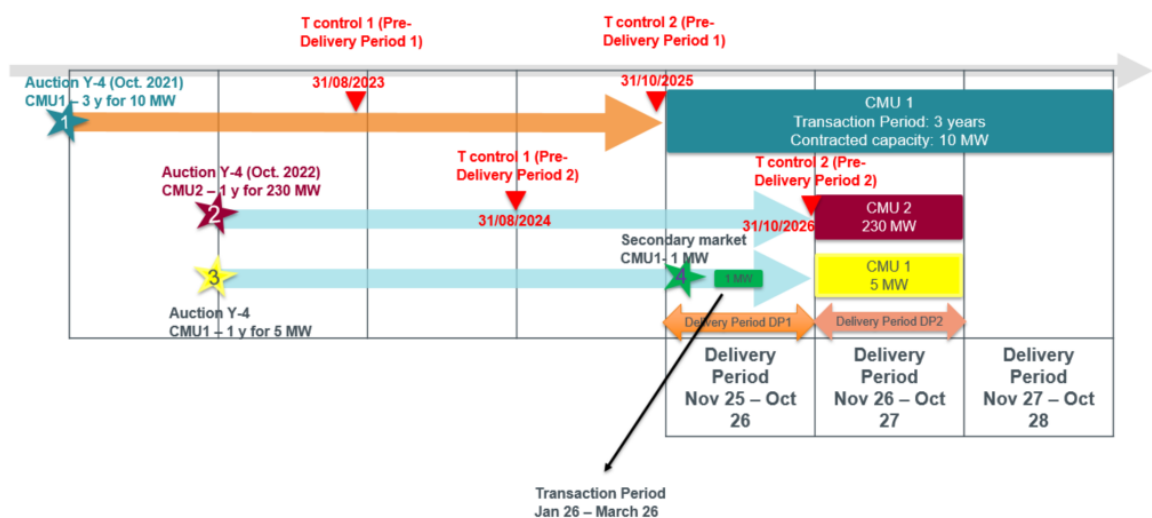 T control 1 (Pre-
Delivery Period 1)
T control 2 (Pre-
Delivery Period 1)
Auction Y-4 (Oct. 2021)
CMU1 – 3 y for 10 MW
31/08/2023
31/10/2025
1
CMU 1
Transaction Period: 3 years
Contracted capacity: 10 MW
Auction Y-4 (Oct. 2022)
CMU2 – 1 y for 230 MW
T control 1 (Pre-
Delivery Period 2)
T control 2 (Pre-
Delivery Period 2)
2
31/08/2024
31/10/2026
CMU 2
230 MW
Secondary market
CMU1- 1 MW
3
4
1 MW
CMU 1
5 MW
Auction Y-4
CMU1 – 1 y for 5 MW
Delivery Period DP1
Delivery Period DP2
Delivery
Period
Nov 25 – Oct
26
Delivery
Period
Nov 26 – Oct
27
Delivery
Period
Nov 27 – Oct
28
Transaction Period
Jan 26 – March 26